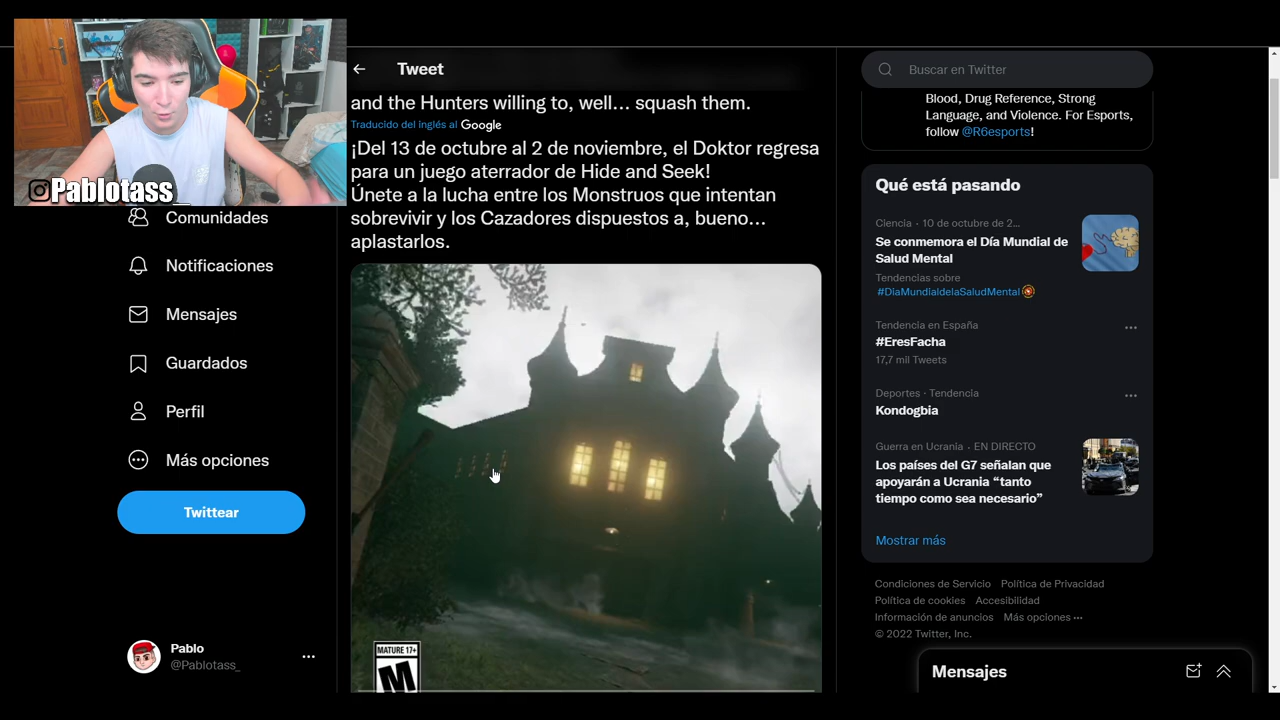 Pablotass_
Comunidades
Notificaciones
Mensajes
Guardados
Perfil
Más opciones
Twittear
Pablo
@Pablotass_
Tweet
and the Hunters willing to, well… squash them.
Traducido del inglés al Google
¡Del 13 de octubre al 2 de noviembre, el Doktor regresa
para un juego aterrador de Hide and Seek!
Únete a la lucha entre los Monstruos que intentan
sobrevivir y los Cazadores dispuestos a, bueno…
aplastarlos.
MATURE 17+
M
Buscar en Twitter
Blood, Drug Reference, Strong
Language, and Violence. For Esports,
follow @R6esports!
Qué está pasando
Ciencia · 10 de octubre de 2...
Se conmemora el Día Mundial de
Salud Mental
Tendencias sobre
#DiaMundialdelaSaludMental
Tendencia en España
#EresFacha
17,7 mil Tweets
Deportes · Tendencia
Kondogbia
Guerra en Ucrania · EN DIRECTO
Los países del G7 señalan que
apoyarán a Ucrania “tanto
tiempo como sea necesario”
Mostrar más
Condiciones de Servicio Política de Privacidad
Política de cookies Accesibilidad
Información de anuncios Más opciones ···
© 2022 Twitter, Inc.
Mensajes